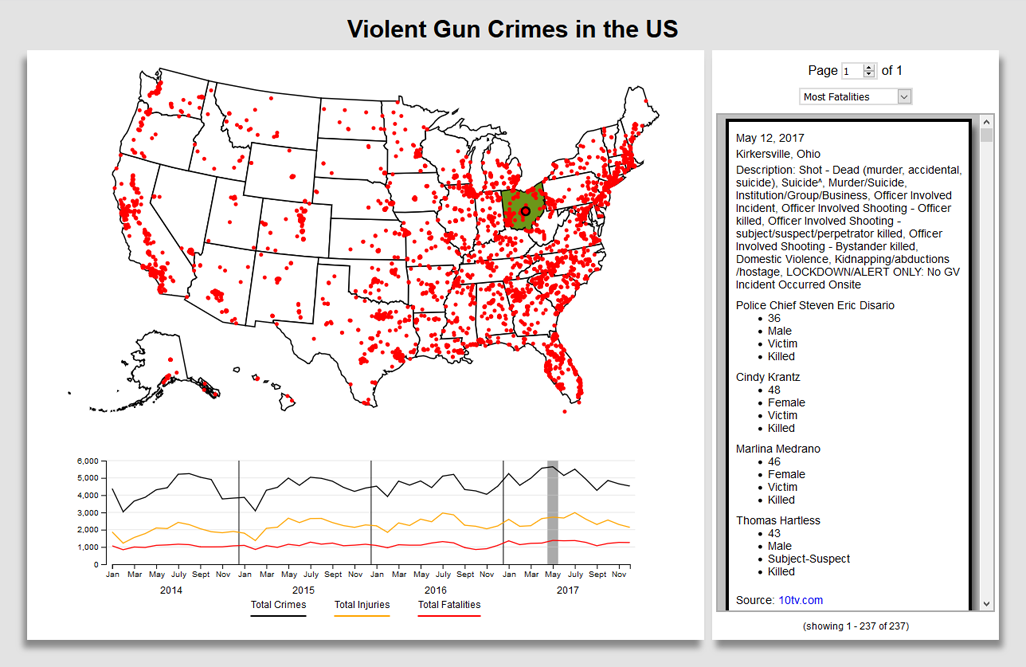 Violent Gun Crimes in the US
Page 1 of 1
Most Fatalities
May 12, 2017
Kirkersville, Ohio
Description: Shot - Dead (murder, accidental,
suicide), Suicide^, Murder/Suicide,
Institution/Group/Business, Officer Involved
Incident, Officer Involved Shooting - Officer
killed, Officer Involved Shooting -
subject/suspect/perpetrator killed, Officer
Involved Shooting - Bystander killed,
Domestic Violence, Kidnapping/abductions
/hostage, LOCKDOWN/ALERT ONLY: No GV
Incident Occurred Onsite
Police Chief Steven Eric Disario
• 36
• Male
• Victim
• Killed
Cindy Krantz
• 48
• Female
• Victim
• Killed
Marlina Medrano
• 46
• Female
• Victim
• Killed
Thomas Hartless
• 43
• Male
• Subject-Suspect
• Killed
Source: 10tv.com
(showing 1 - 237 of 237)
6,000
5,000
4,000
3,000
2,000
1,000
0
Jan Mar May July Sept Nov Jan Mar May July Sept Nov Jan Mar May July Sept Nov Jan Mar May July Sept Nov
2014 2015 2016 2017
Total Crimes Total Injuries Total Fatalities